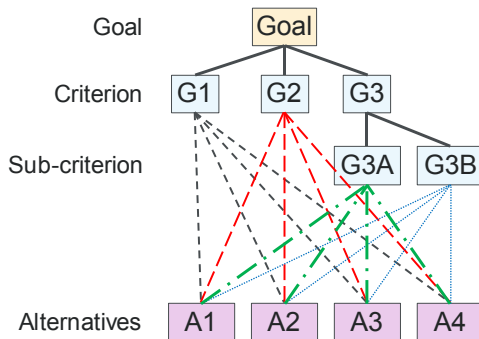 Goal Goal
Criterion G1 G2 G3
Sub-criterion G3A G3B
Alternatives A1 A2 A3 A4